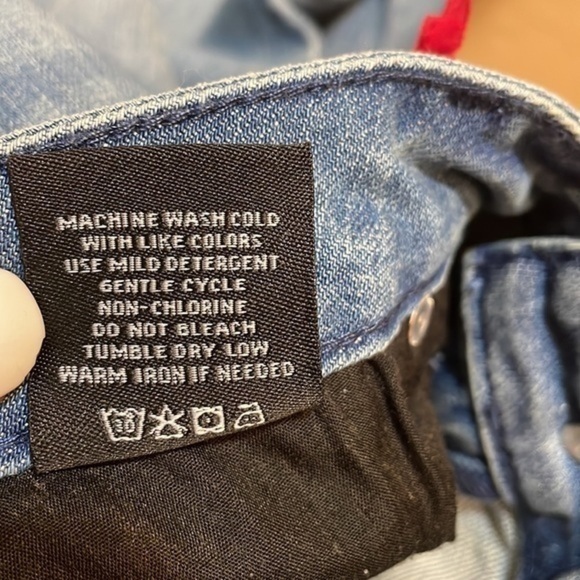 MACHINE WASH COLD
WITH LIKE COLORS
USE MILD DETERGENT
GENTLE CYCLE
NON-CHLORINE
DO NOT BLEACH
TUMBLE DRY LOW
WARM IRON IF NEEDED
30